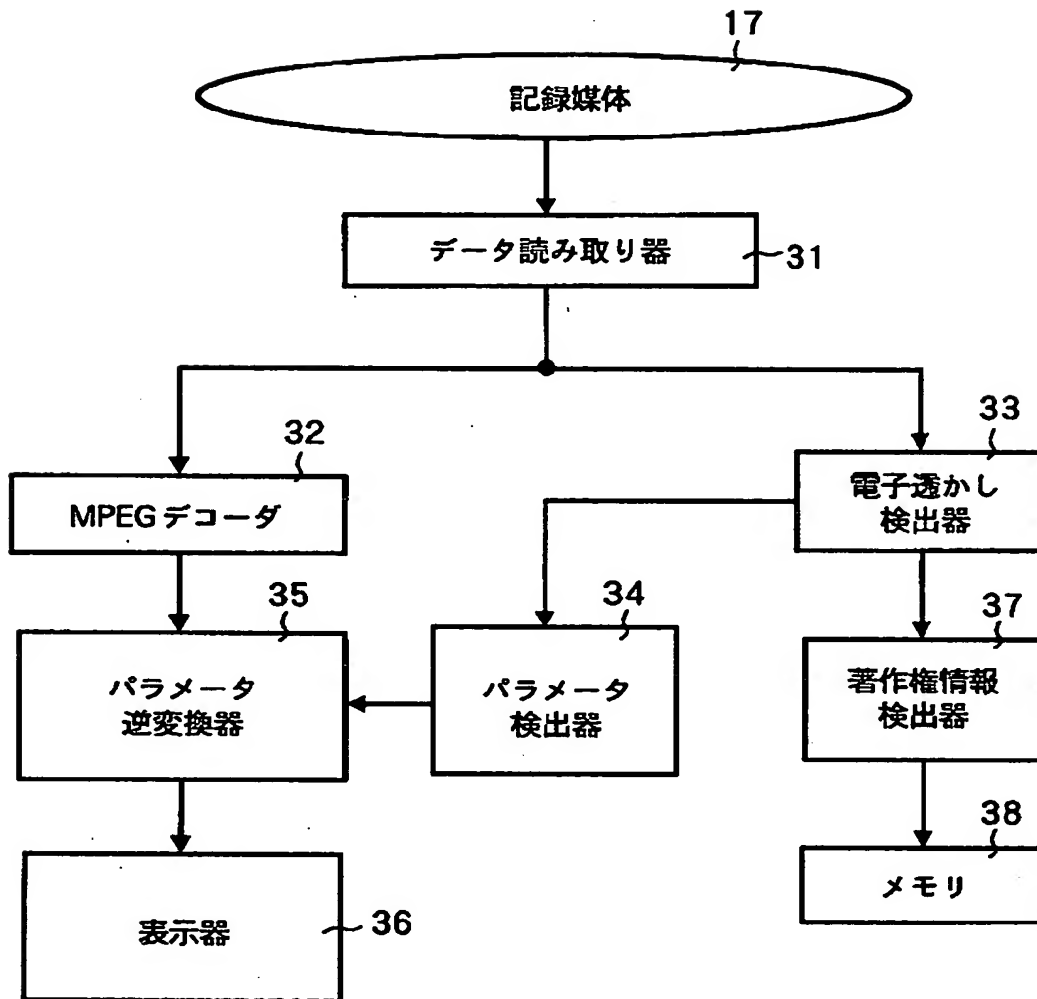 17
記録媒体
データ読み取り器
31
32
MPEGデコーダ
33
電子透かし
検出器
35
パラメータ
逆変換器
34
パラメータ
検出器
37
著作権情報
検出器
38
メモリ
表示器
36